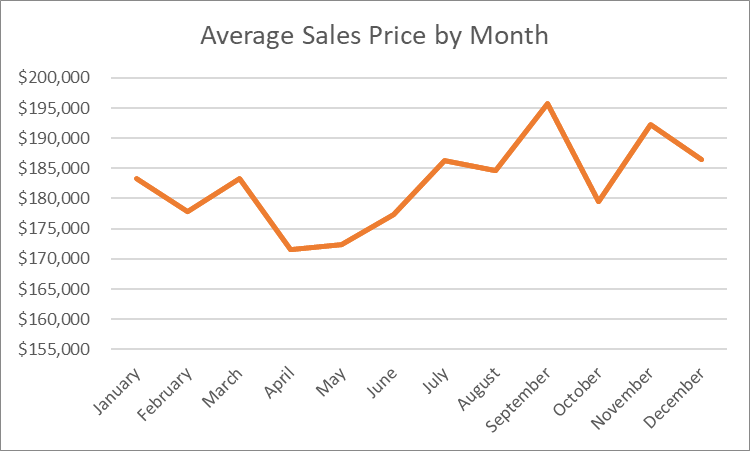 Average Sales Price by Month
$200,000
$195,000
$190,000
$185,000
$180,000
$175,000
$170,000
$165,000
$160,000
$155,000
January
February
March
April
May
June
July
August
September
October
November
December